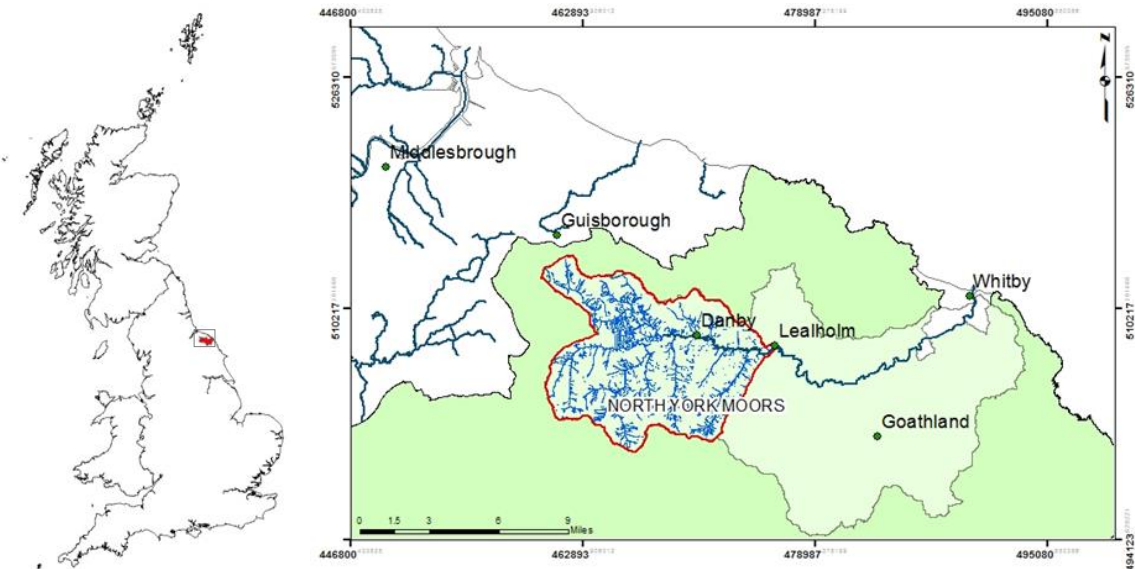 446800 462893 478987 495080
526310 526310
Middlesbrough
Guisborough
Whitby
510217 510217
Danby
Lealholm
NORTH YORK MOORS
Goathland
0 1.5 3 6 9
Miles
494123
446800 462893 478987 495080